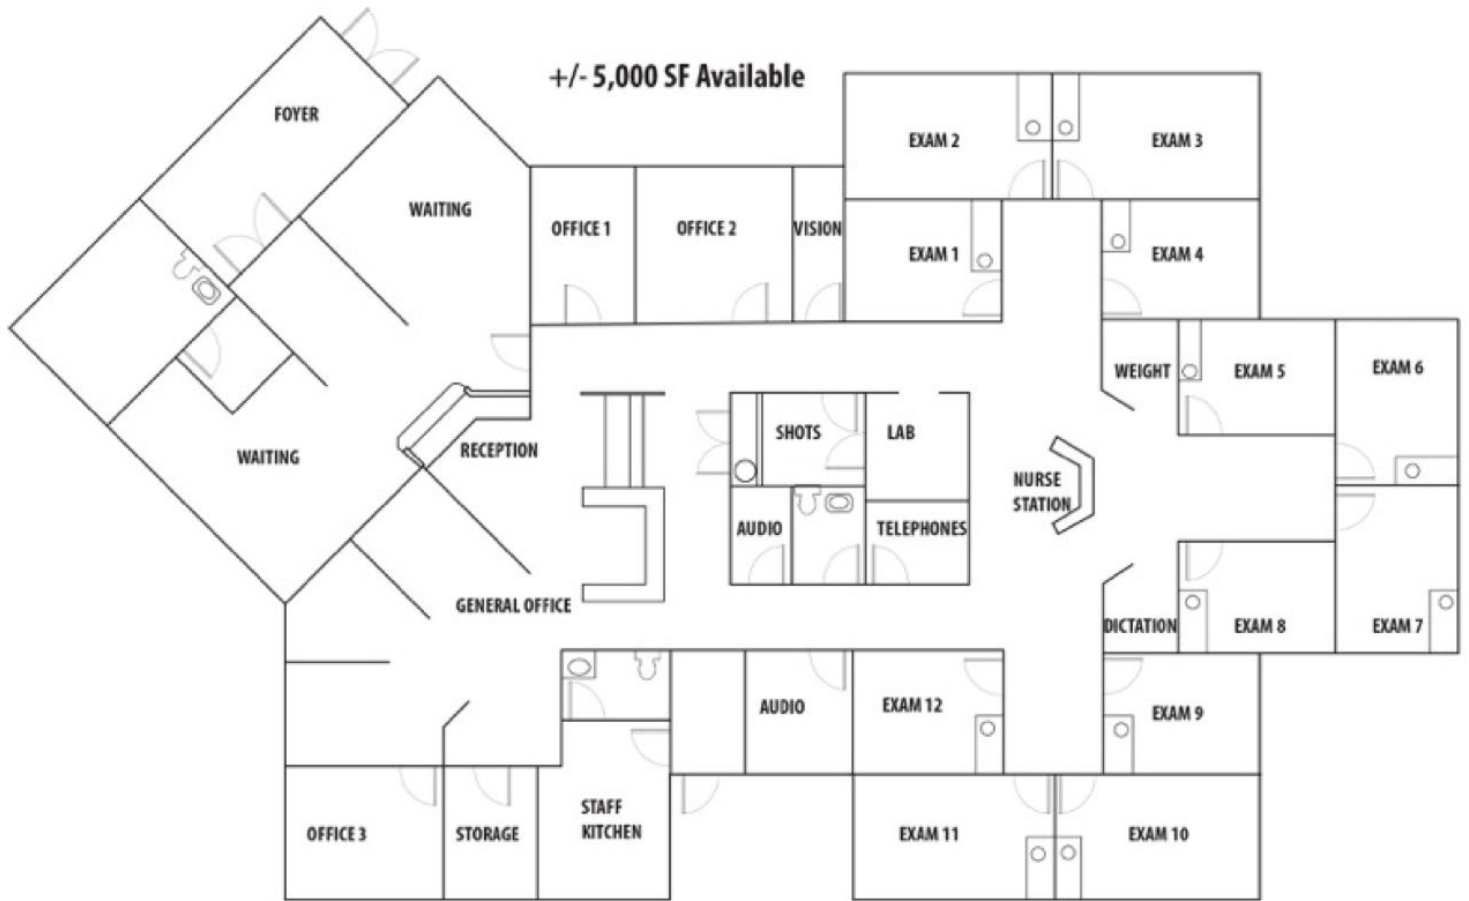 +/- 5,000 SF Available
FOYER
EXAM 2
EXAM 3
WAITING
OFFICE 1
OFFICE 2
VISION
EXAM 1
EXAM 4
WEIGHT
EXAM 5
EXAM 6
WAITING
RECEPTION
SHOTS
LAB
NURSE
STATION
AUDIO
TELEPHONES
GENERAL OFFICE
DICTATION
EXAM 8
EXAM 7
AUDIO
EXAM 12
EXAM 9
OFFICE 3
STORAGE
STAFF
KITCHEN
EXAM 11
EXAM 10